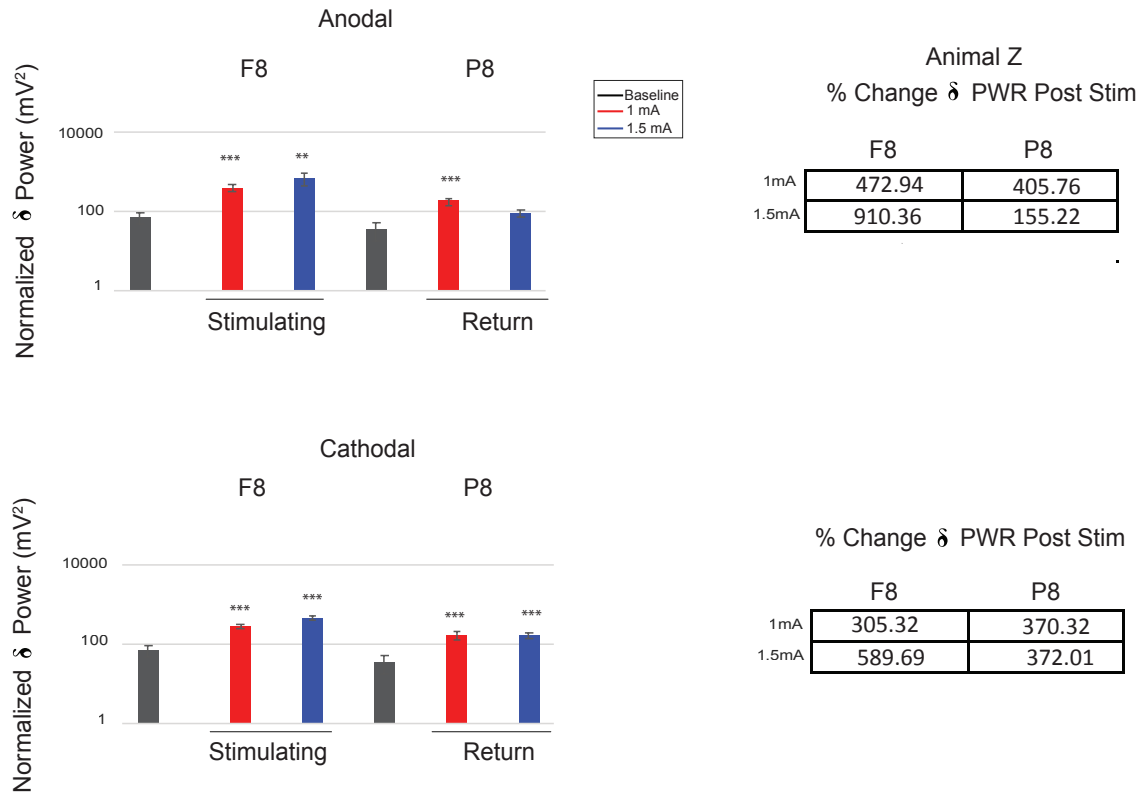 Anodal
F8 P8
Normalized δ Power (mV²)
10000
100
1
*** ** ***
Stimulating Return
Baseline
1 mA
1.5 mA
Animal Z
% Change δ PWR Post Stim
F8 P8
1mA 472.94 405.76
1.5mA 910.36 155.22
Cathodal
F8 P8
Normalized δ Power (mV²)
10000
100
1
*** *** *** ***
Stimulating Return
% Change δ PWR Post Stim
F8 P8
1mA 305.32 370.32
1.5mA 589.69 372.01